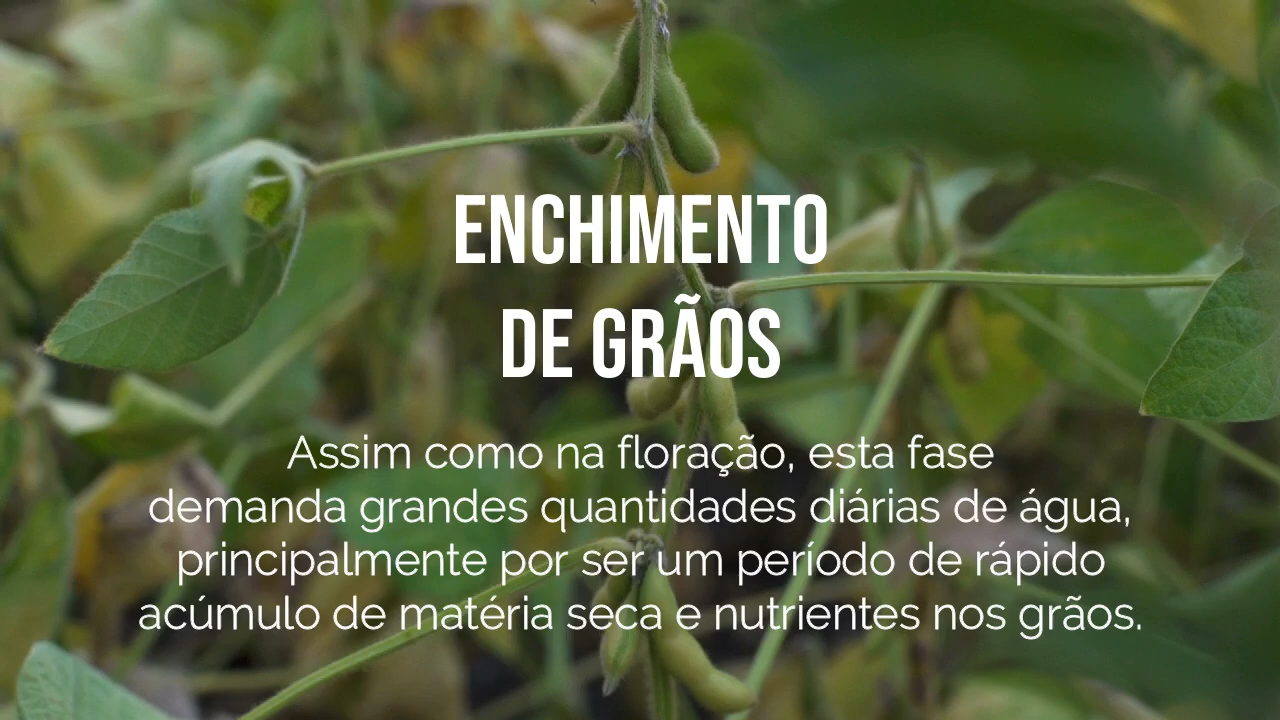 ENCHIMENTO
DE GRÃOS
Assim como na floração, esta fase
demanda grandes quantidades diárias de água,
principalmente por ser um período de rápido
acúmulo de matéria seca e nutrientes nos grãos.